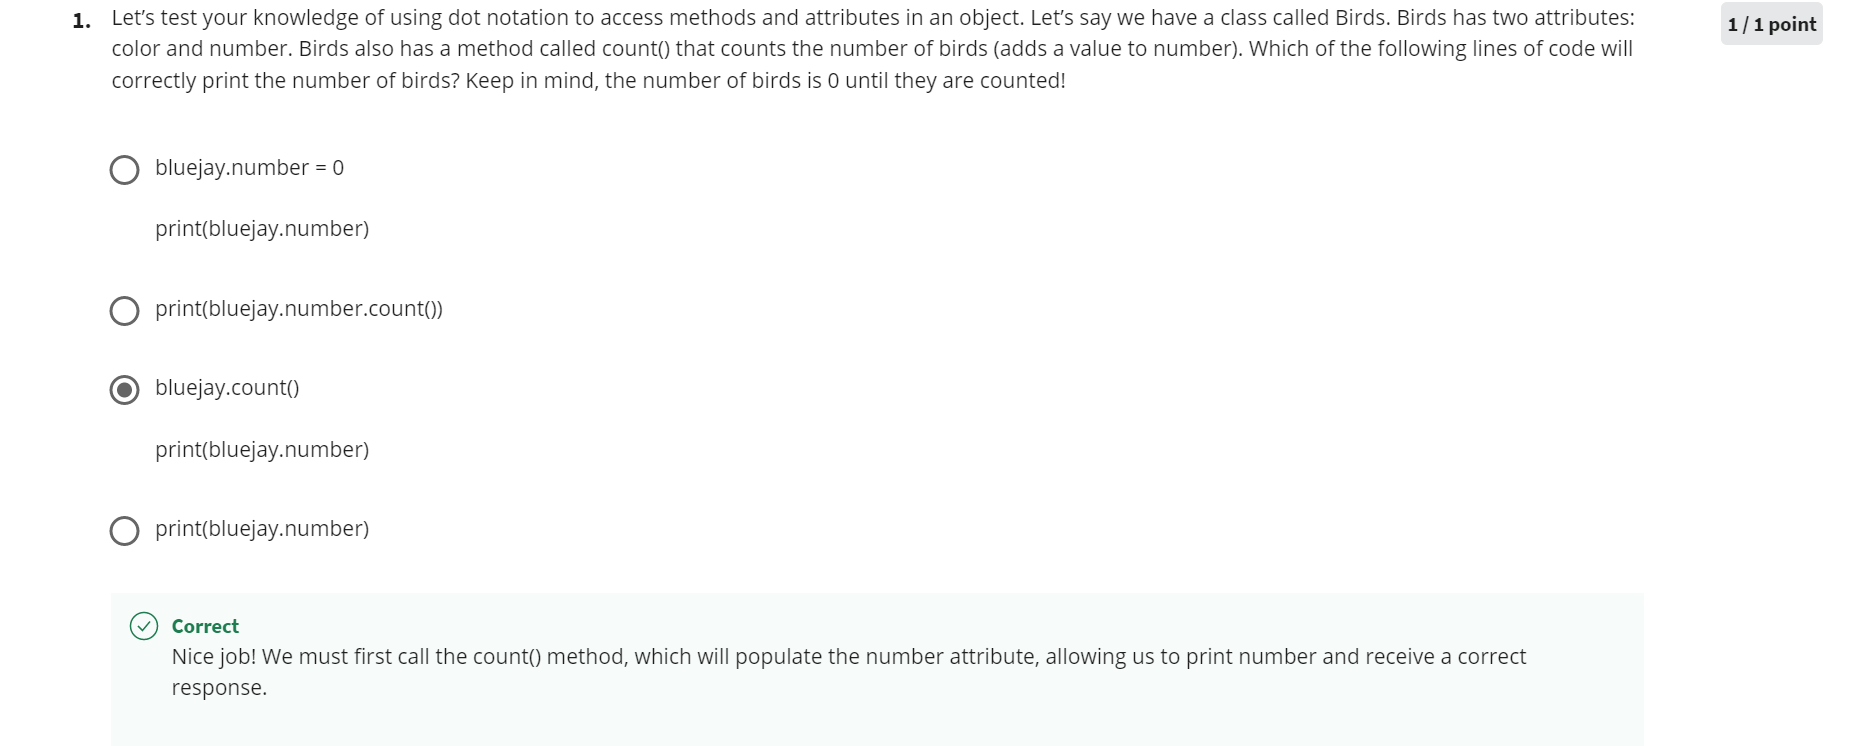 1. Let’s test your knowledge of using dot notation to access methods and attributes in an object. Let’s say we have a class called Birds. Birds has two attributes:
1 / 1 point
color and number. Birds also has a method called count() that counts the number of birds (adds a value to number). Which of the following lines of code will
correctly print the number of birds? Keep in mind, the number of birds is 0 until they are counted!
bluejay.number = 0
print(bluejay.number)
print(bluejay.number.count())
bluejay.count()
print(bluejay.number)
print(bluejay.number)
Correct
Nice job! We must first call the count() method, which will populate the number attribute, allowing us to print number and receive a correct
response.